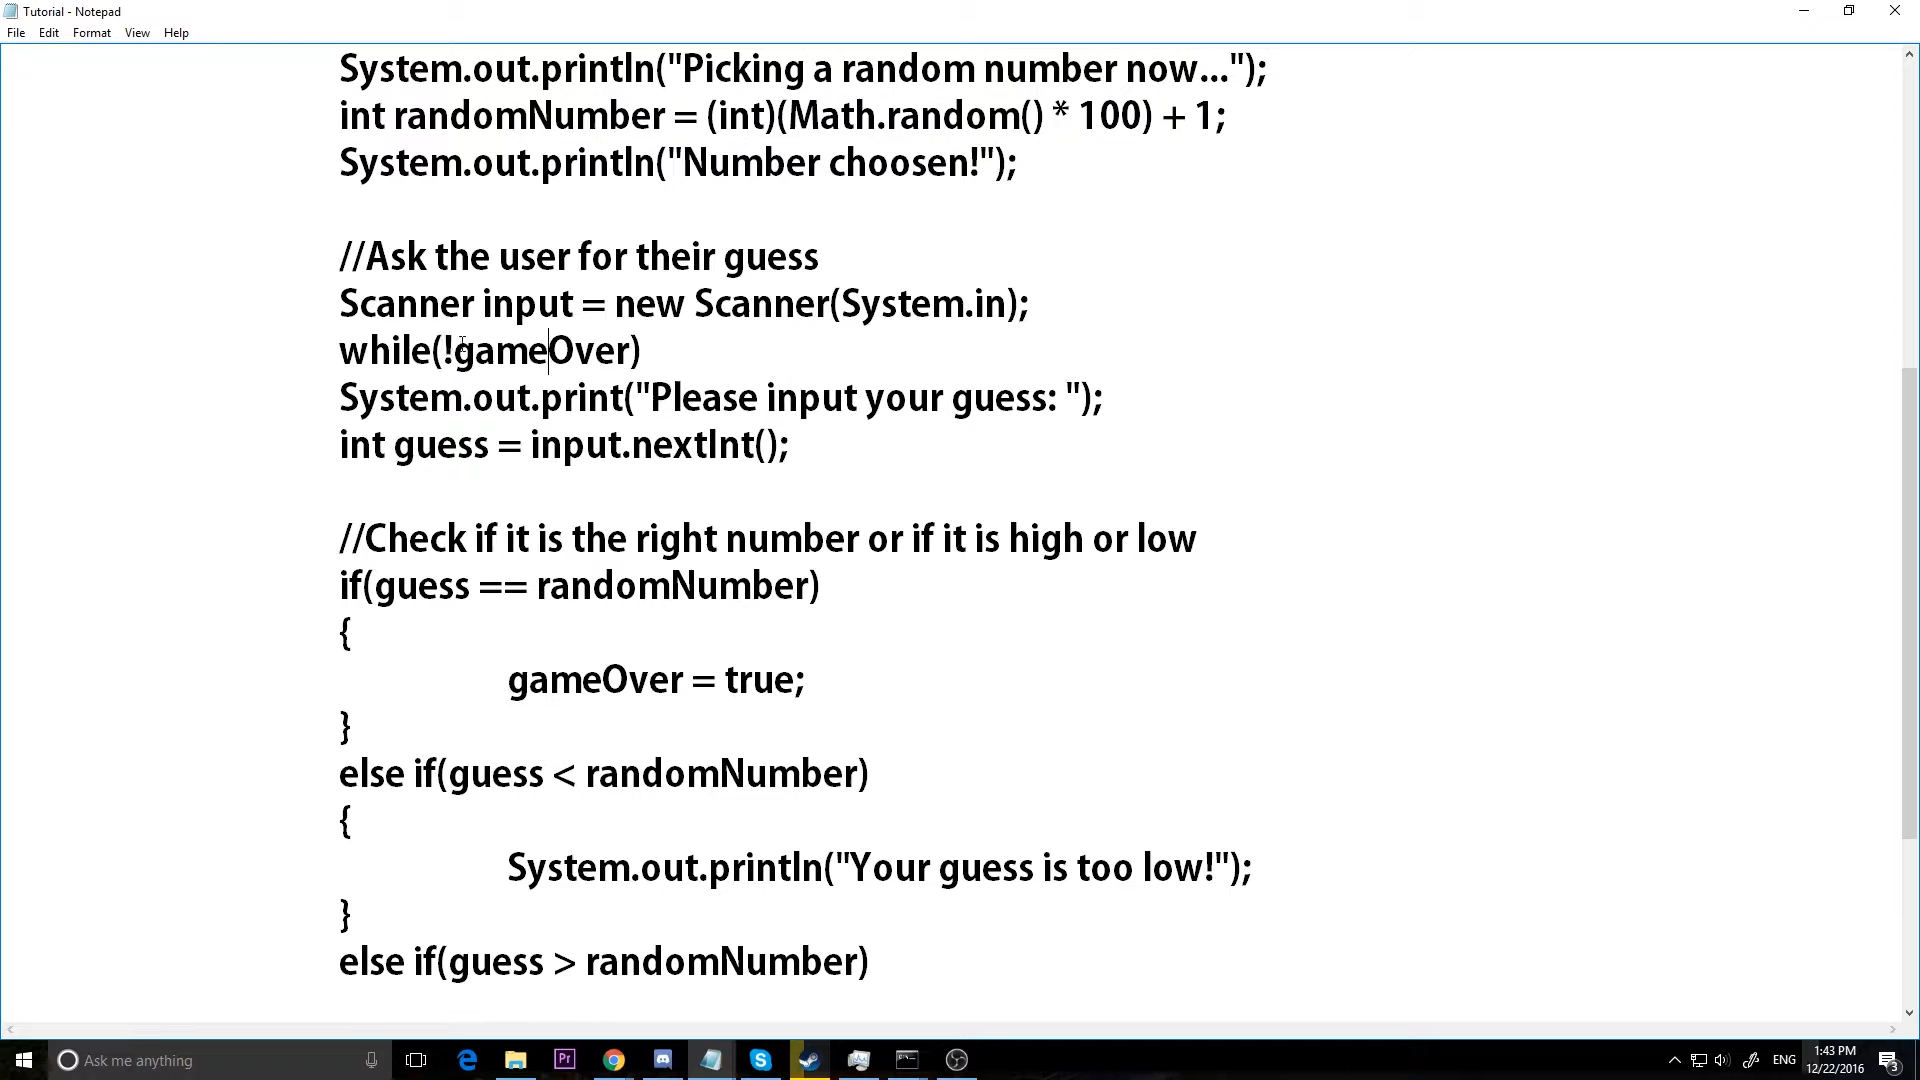 Tutorial - Notepad
File Edit Format View Help
System.out.println("Picking a random number now...");
int randomNumber = (int)(Math.random() * 100) + 1;
System.out.println("Number choosen!");
//Ask the user for their guess
Scanner input = new Scanner(System.in);
while(!gameOver)
System.out.print("Please input your guess: ");
int guess = input.nextInt();
//Check if it is the right number or if it is high or low
if(guess == randomNumber)
{
gameOver = true;
}
else if(guess < randomNumber)
{
System.out.println("Your guess is too low!");
}
else if(guess > randomNumber)
Ask me anything
Pr
ENG
1:43 PM
12/22/2016
3